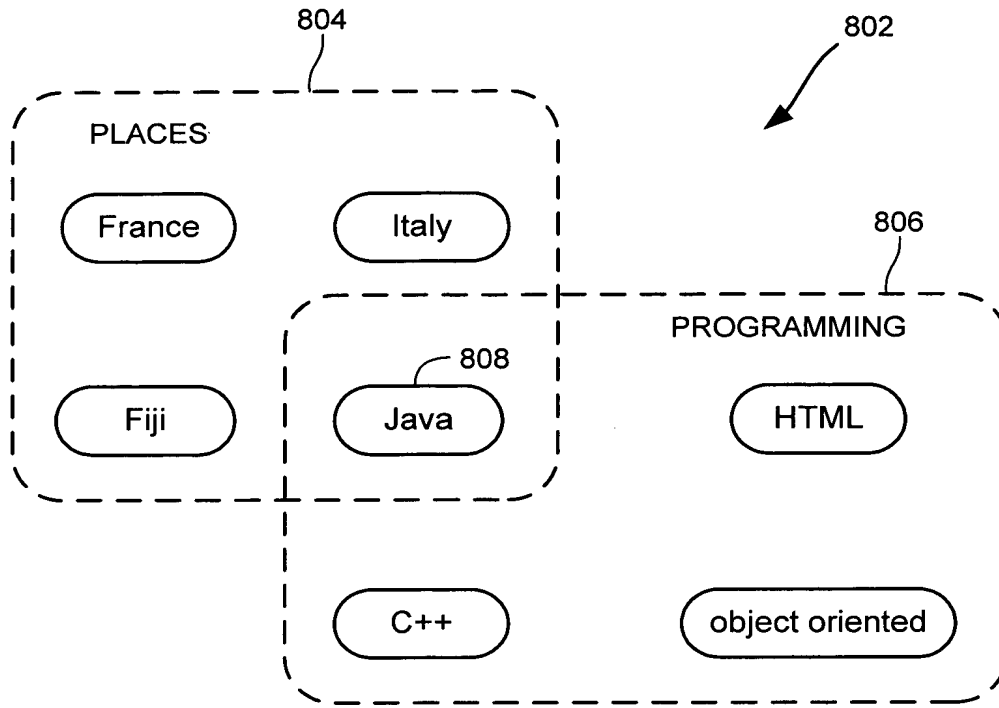 804
802
PLACES
France
Italy
806
PROGRAMMING
808
Fiji
Java
HTML
C++
object oriented